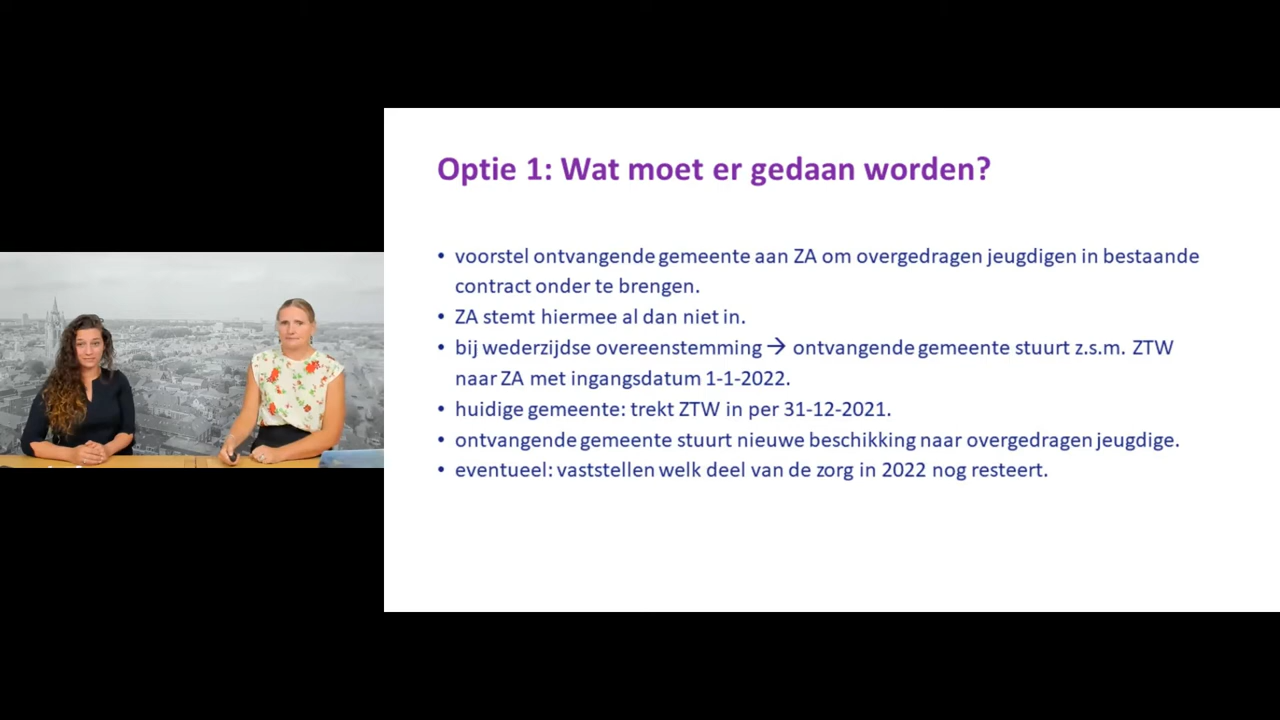 Optie 1: Wat moet er gedaan worden?
• voorstel ontvangende gemeente aan ZA om overgedragen jeugdigen in bestaande
contract onder te brengen.
• ZA stemt hiermee al dan niet in.
• bij wederzijdse overeenstemming → ontvangende gemeente stuurt z.s.m. ZTW
naar ZA met ingangsdatum 1-1-2022.
• huidige gemeente: trekt ZTW in per 31-12-2021.
• ontvangende gemeente stuurt nieuwe beschikking naar overgedragen jeugdige.
• eventueel: vaststellen welk deel van de zorg in 2022 nog resteert.